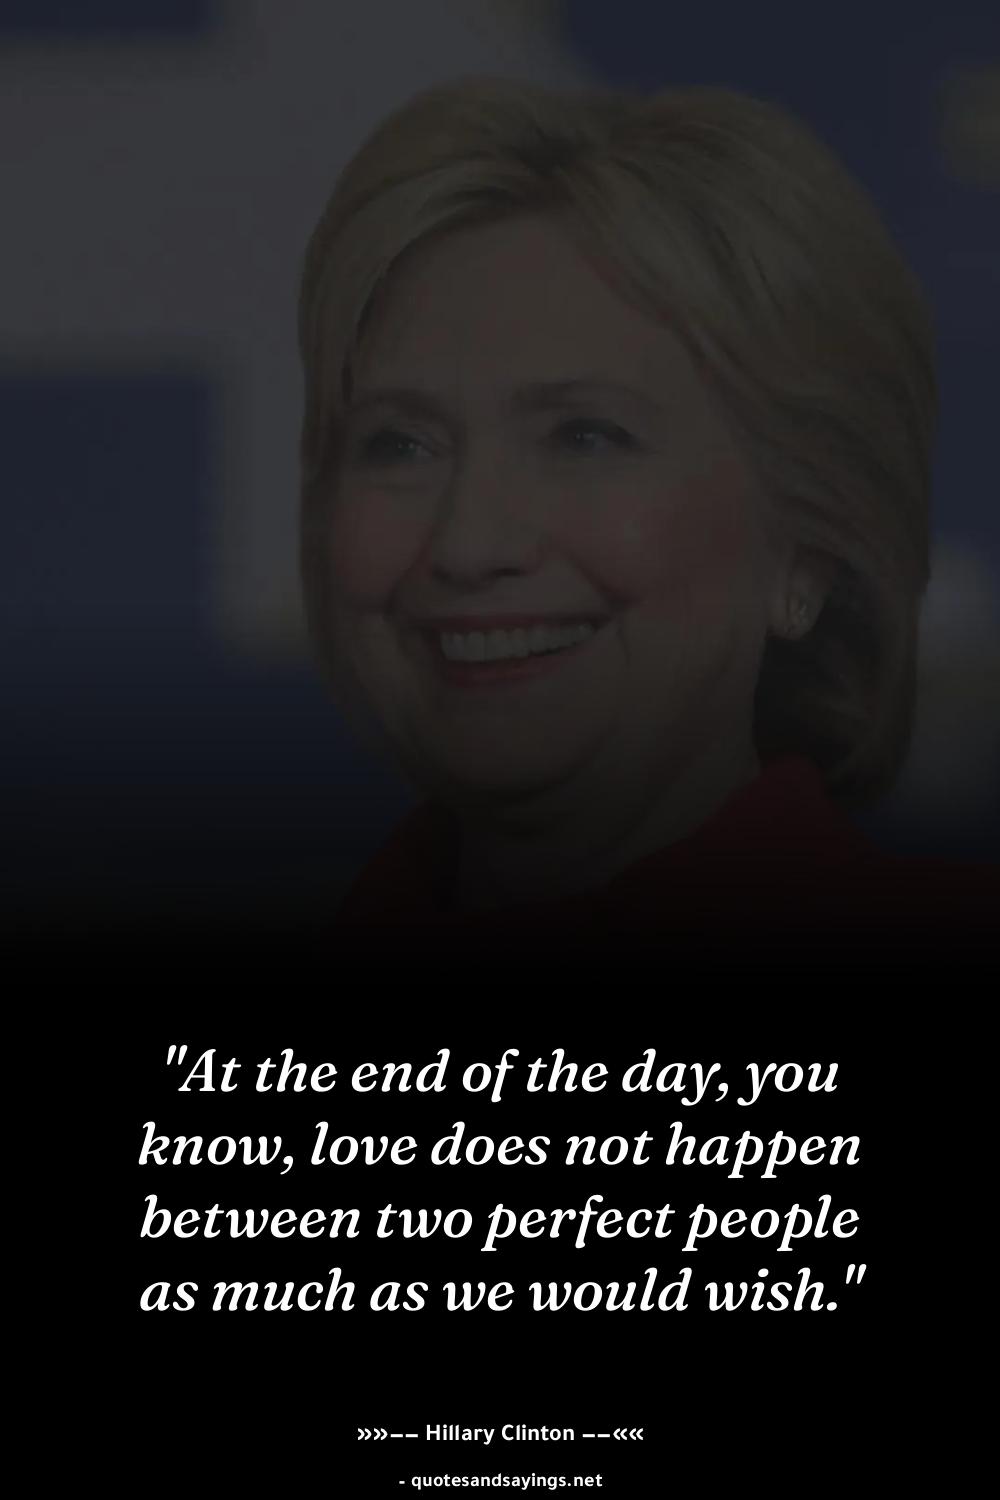 "At the end of the day, you
know, love does not happen
between two perfect people
as much as we would wish."
»»−− Hillary Clinton −−««
- quotesandsayings.net